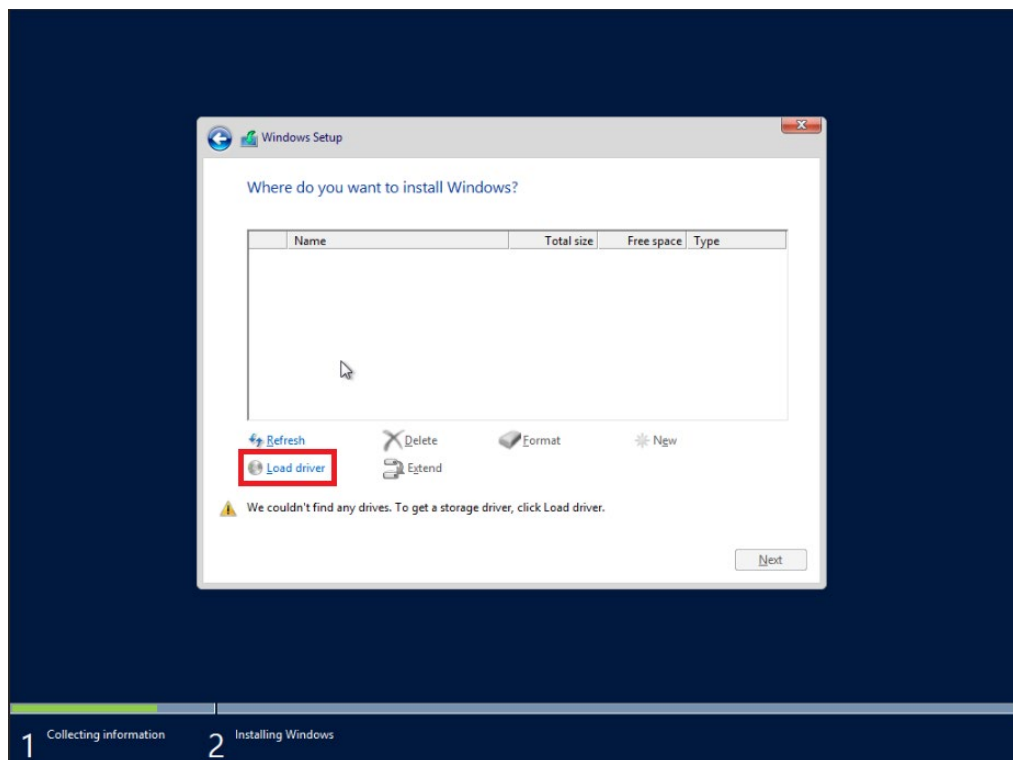 Windows Setup
Where do you want to install Windows?
Name Total size Free space Type
Refresh Delete Format New
Load driver Extend
We couldn't find any drives. To get a storage driver, click Load driver.
Next
1 Collecting information 2 Installing Windows